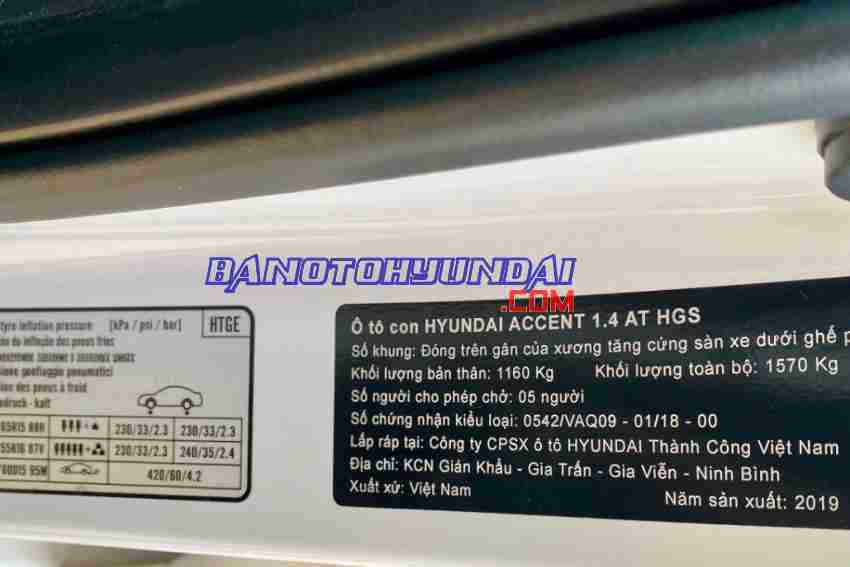 BANOTOHYUNDAI
.COM
tyre inflation pressure [kPa / psi / bar] HTGE
230/33/2.3 230/33/2.3
230/33/2.3 240/35/2.4
420/60/4.2
Ô tô con HYUNDAI ACCENT 1.4 AT HGS
Số khung: Đóng trên gân của xương tăng cứng sàn xe dưới ghế
Khối lượng bản thân: 1160 Kg Khối lượng toàn bộ: 1570 Kg
Số người cho phép chở: 05 người
Số chứng nhận kiểu loại: 0542/VAQ09 - 01/18 - 00
Lắp ráp tại: Công ty CPSX ô tô HYUNDAI Thành Công Việt Nam
Địa chỉ: KCN Gián Khẩu - Gia Trấn - Gia Viễn - Ninh Bình
Xuất xứ: Việt Nam Năm sản xuất: 2019